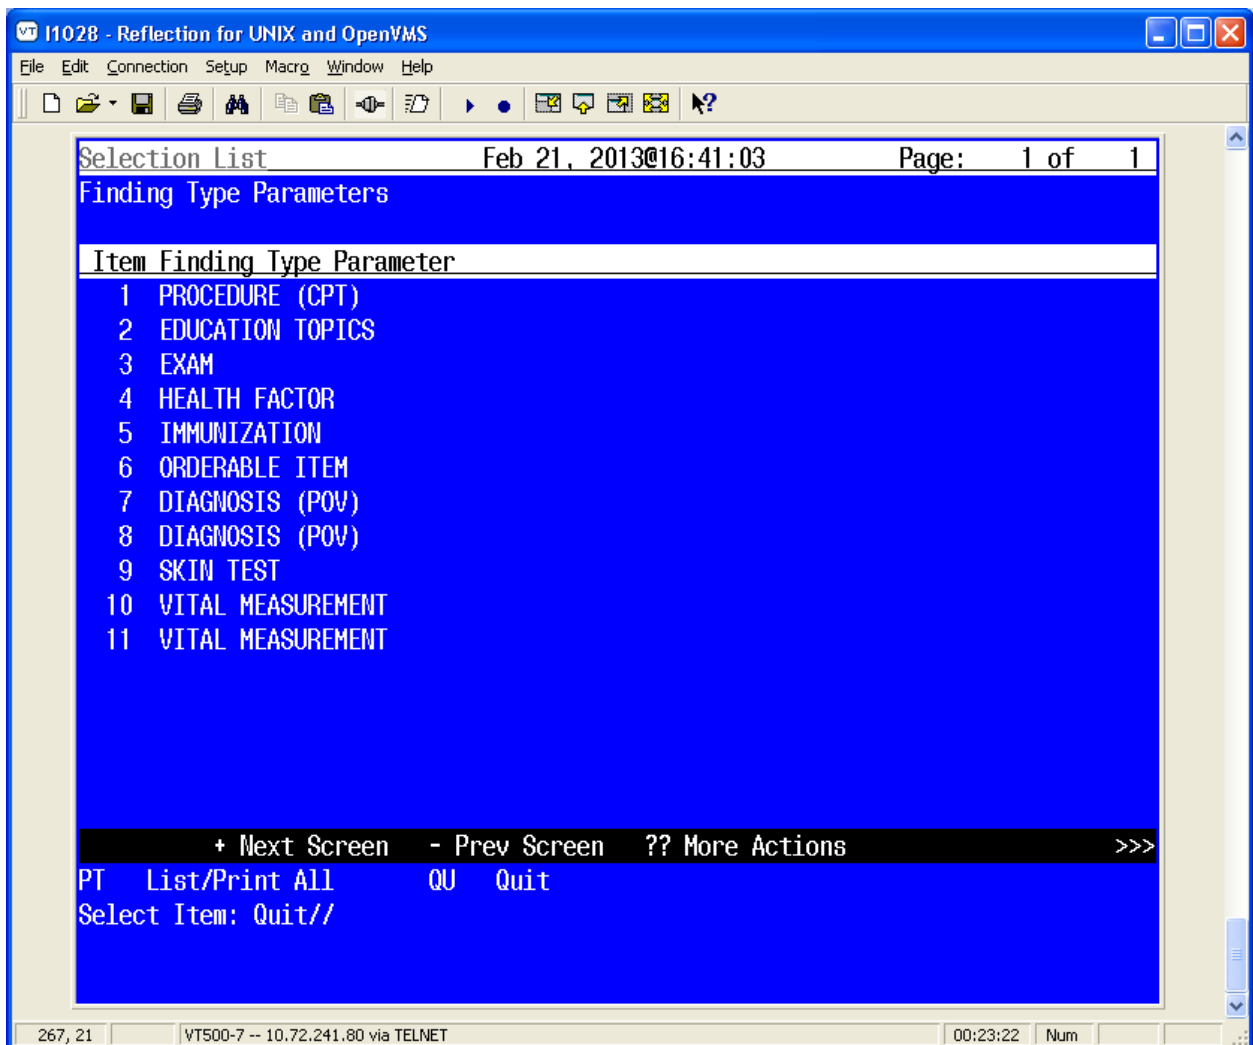 VT I1028 - Reflection for UNIX and OpenVMS
File Edit Connection Setup Macro Window Help
Selection List Feb 21, 2013@16:41:03 Page: 1 of 1
Finding Type Parameters
Item Finding Type Parameter
1 PROCEDURE (CPT)
2 EDUCATION TOPICS
3 EXAM
4 HEALTH FACTOR
5 IMMUNIZATION
6 ORDERABLE ITEM
7 DIAGNOSIS (POV)
8 DIAGNOSIS (POV)
9 SKIN TEST
10 VITAL MEASUREMENT
11 VITAL MEASUREMENT
+ Next Screen - Prev Screen ?? More Actions >>>
PT List/Print All QU Quit
Select Item: Quit//
267, 21 VT500-7 -- 10.72.241.80 via TELNET 00:23:22 Num